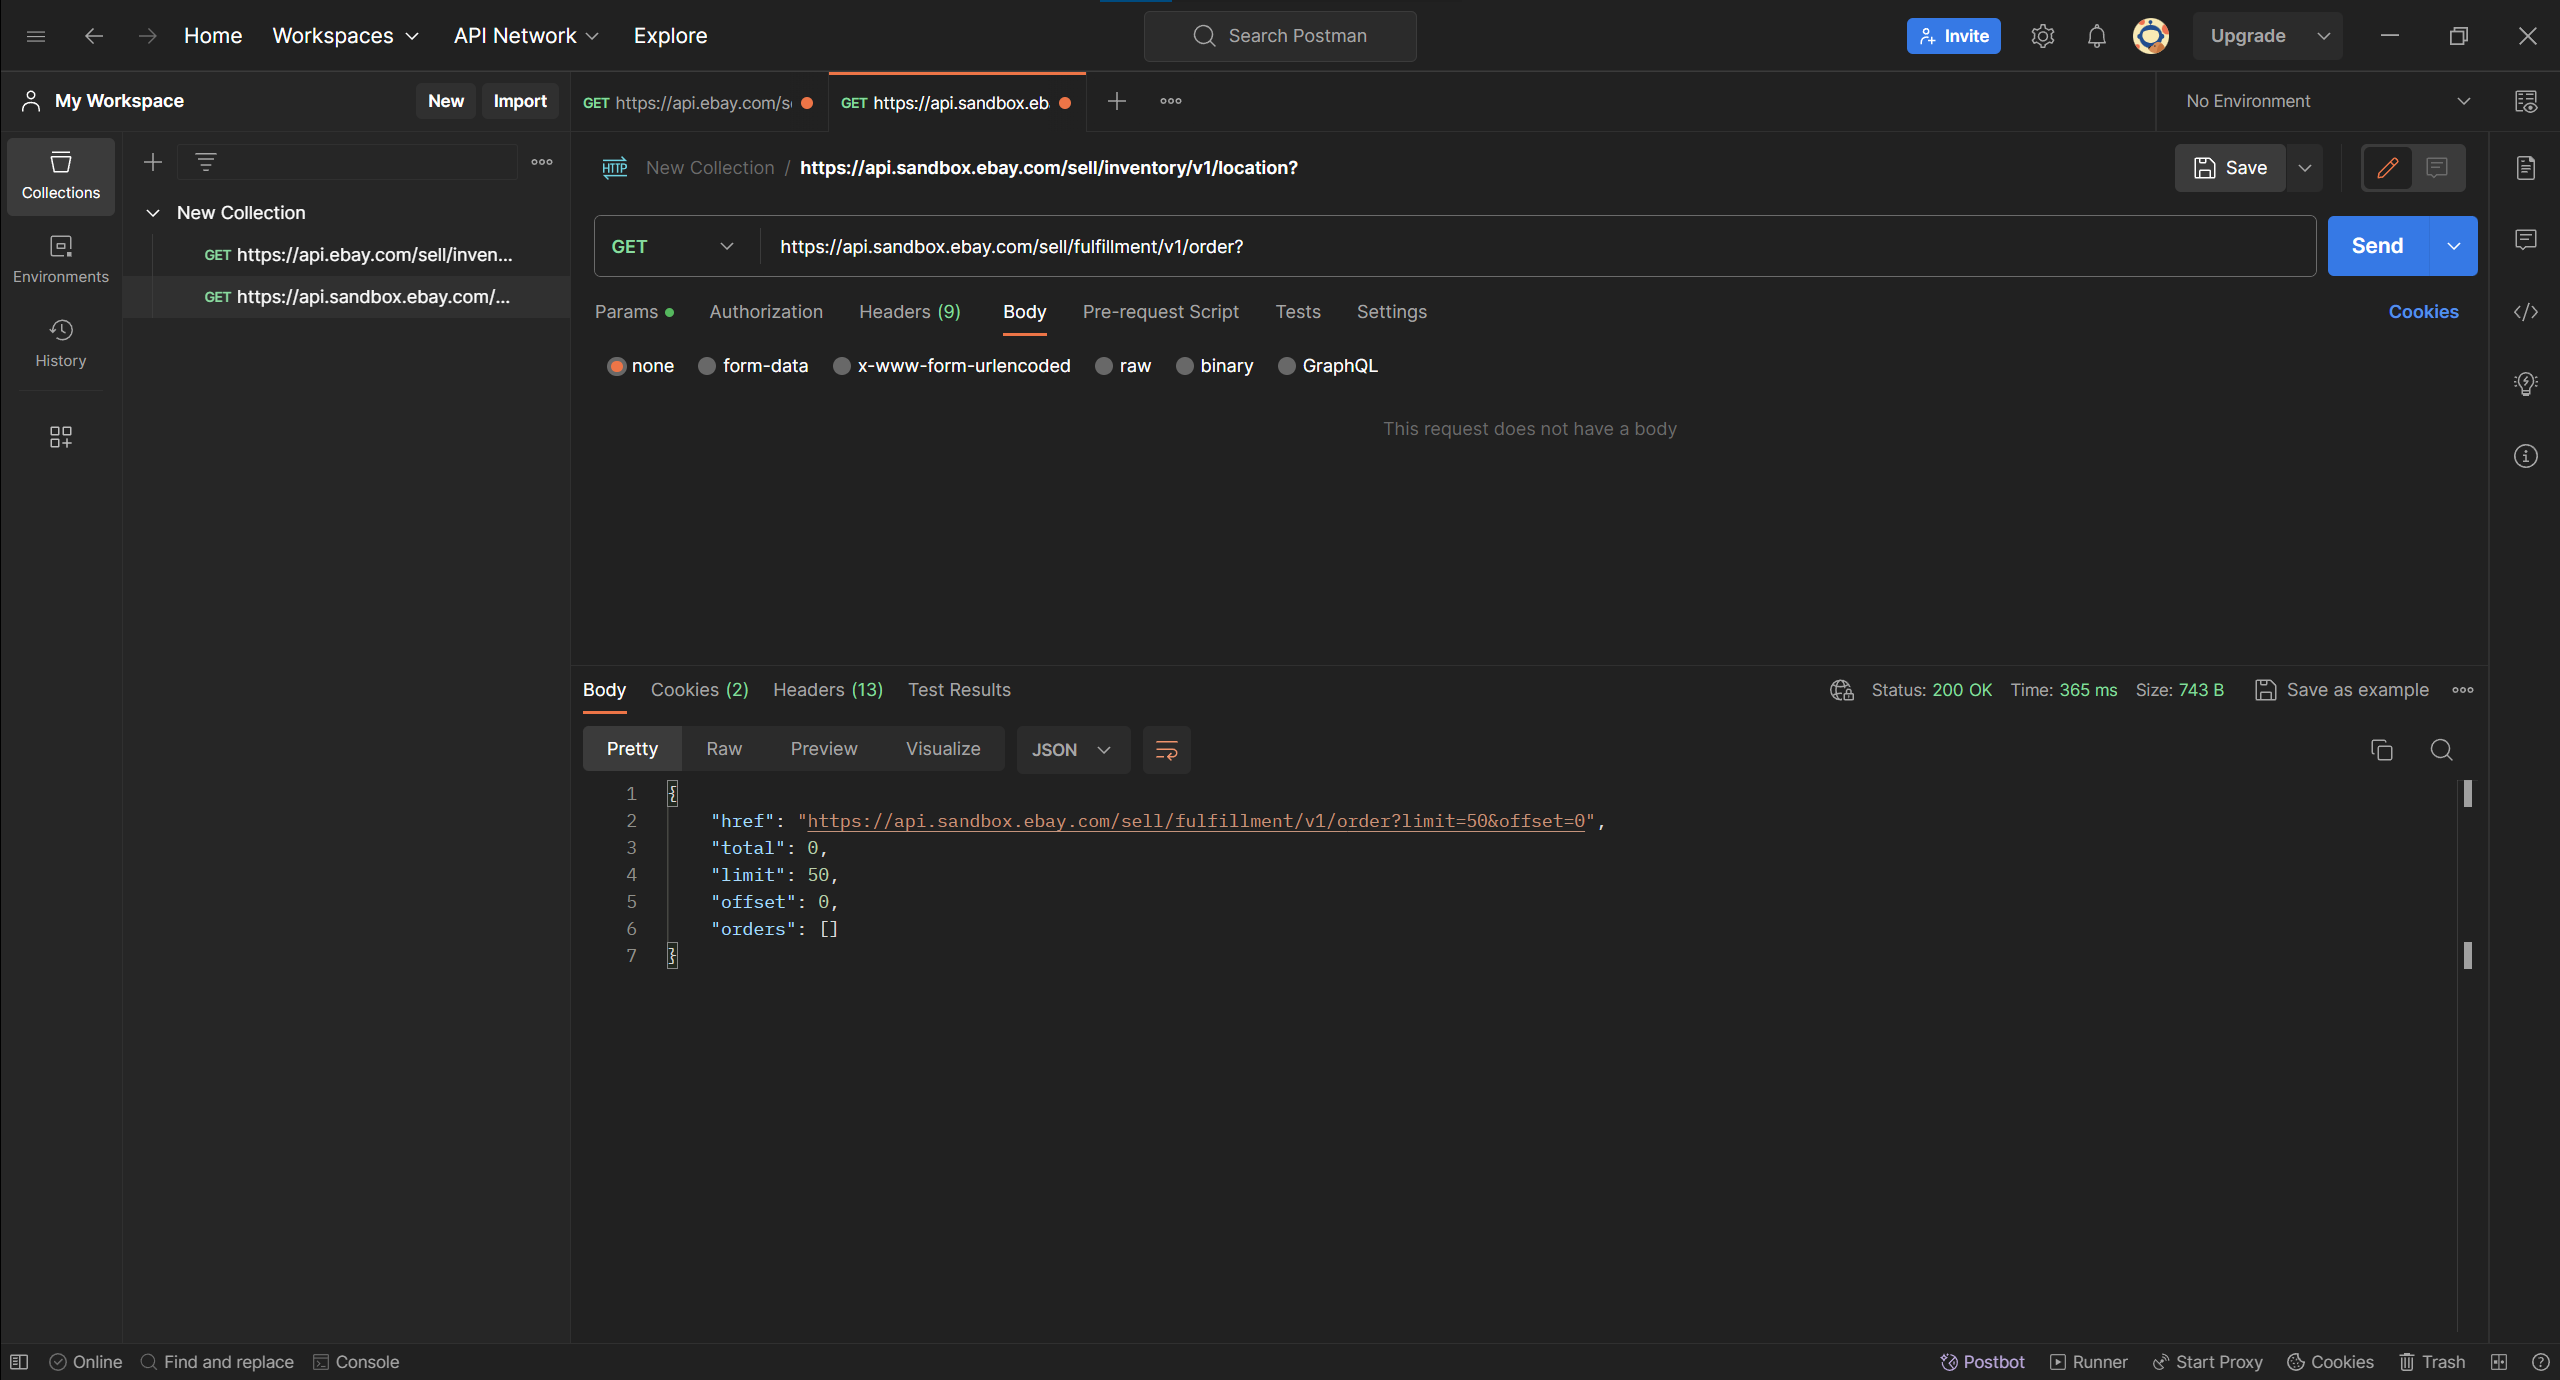 Home Workspaces API Network Explore Search Postman Invite Upgrade
My Workspace New Import GET https://api.ebay.com/s GET https://api.sandbox.eb No Environment
Collections
Environments
History
New Collection
GET https://api.ebay.com/sell/inven...
GET https://api.sandbox.ebay.com/...
HTTP New Collection / https://api.sandbox.ebay.com/sell/inventory/v1/location? Save
GET https://api.sandbox.ebay.com/sell/fulfillment/v1/order? Send
Params Authorization Headers (9) Body Pre-request Script Tests Settings Cookies
none form-data x-www-form-urlencoded raw binary GraphQL
This request does not have a body
Body Cookies (2) Headers (13) Test Results Status: 200 OK Time: 365 ms Size: 743 B Save as example
Pretty Raw Preview Visualize JSON
1 {
2 "href": "https://api.sandbox.ebay.com/sell/fulfillment/v1/order?limit=50&offset=0",
3 "total": 0,
4 "limit": 50,
5 "offset": 0,
6 "orders": []
7 }
Online Find and replace Console Postbot Runner Start Proxy Cookies Trash